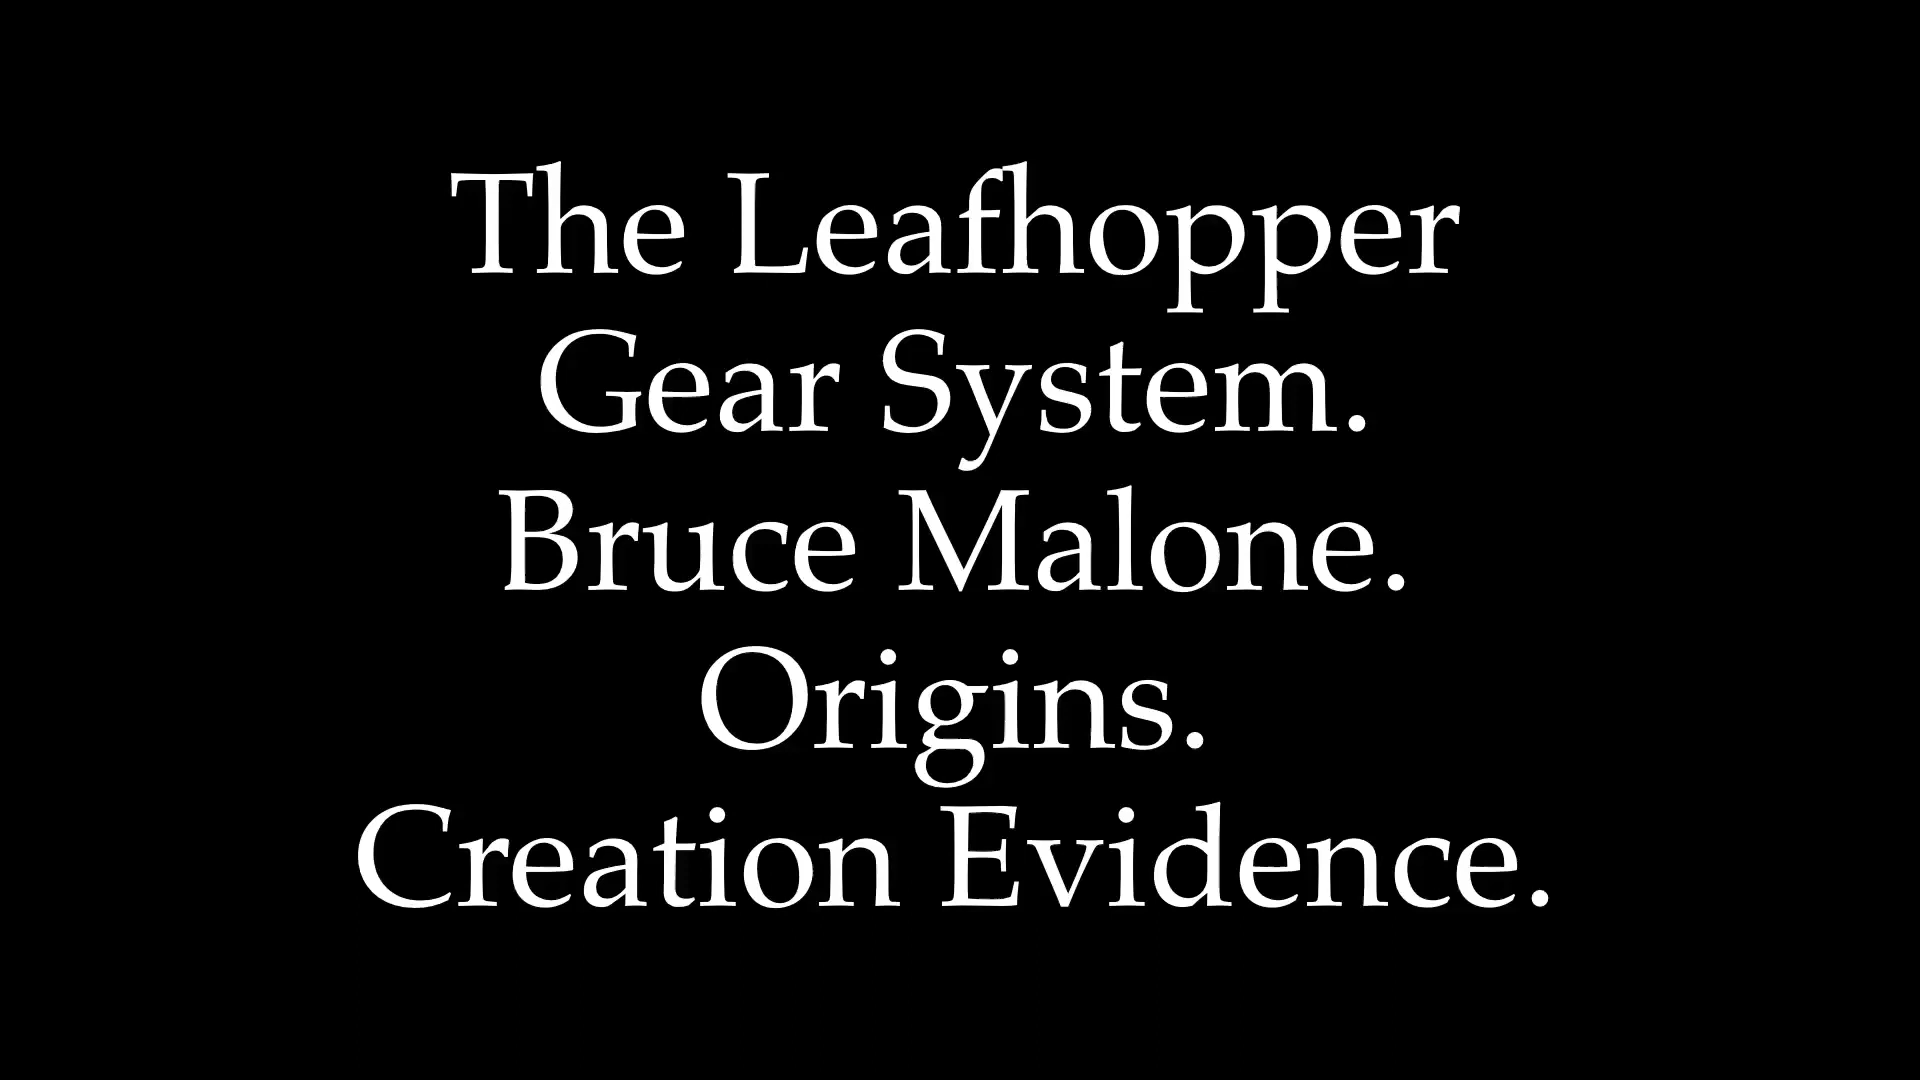 The Leafhopper
Gear System.
Bruce Malone.
Origins.
Creation Evidence.